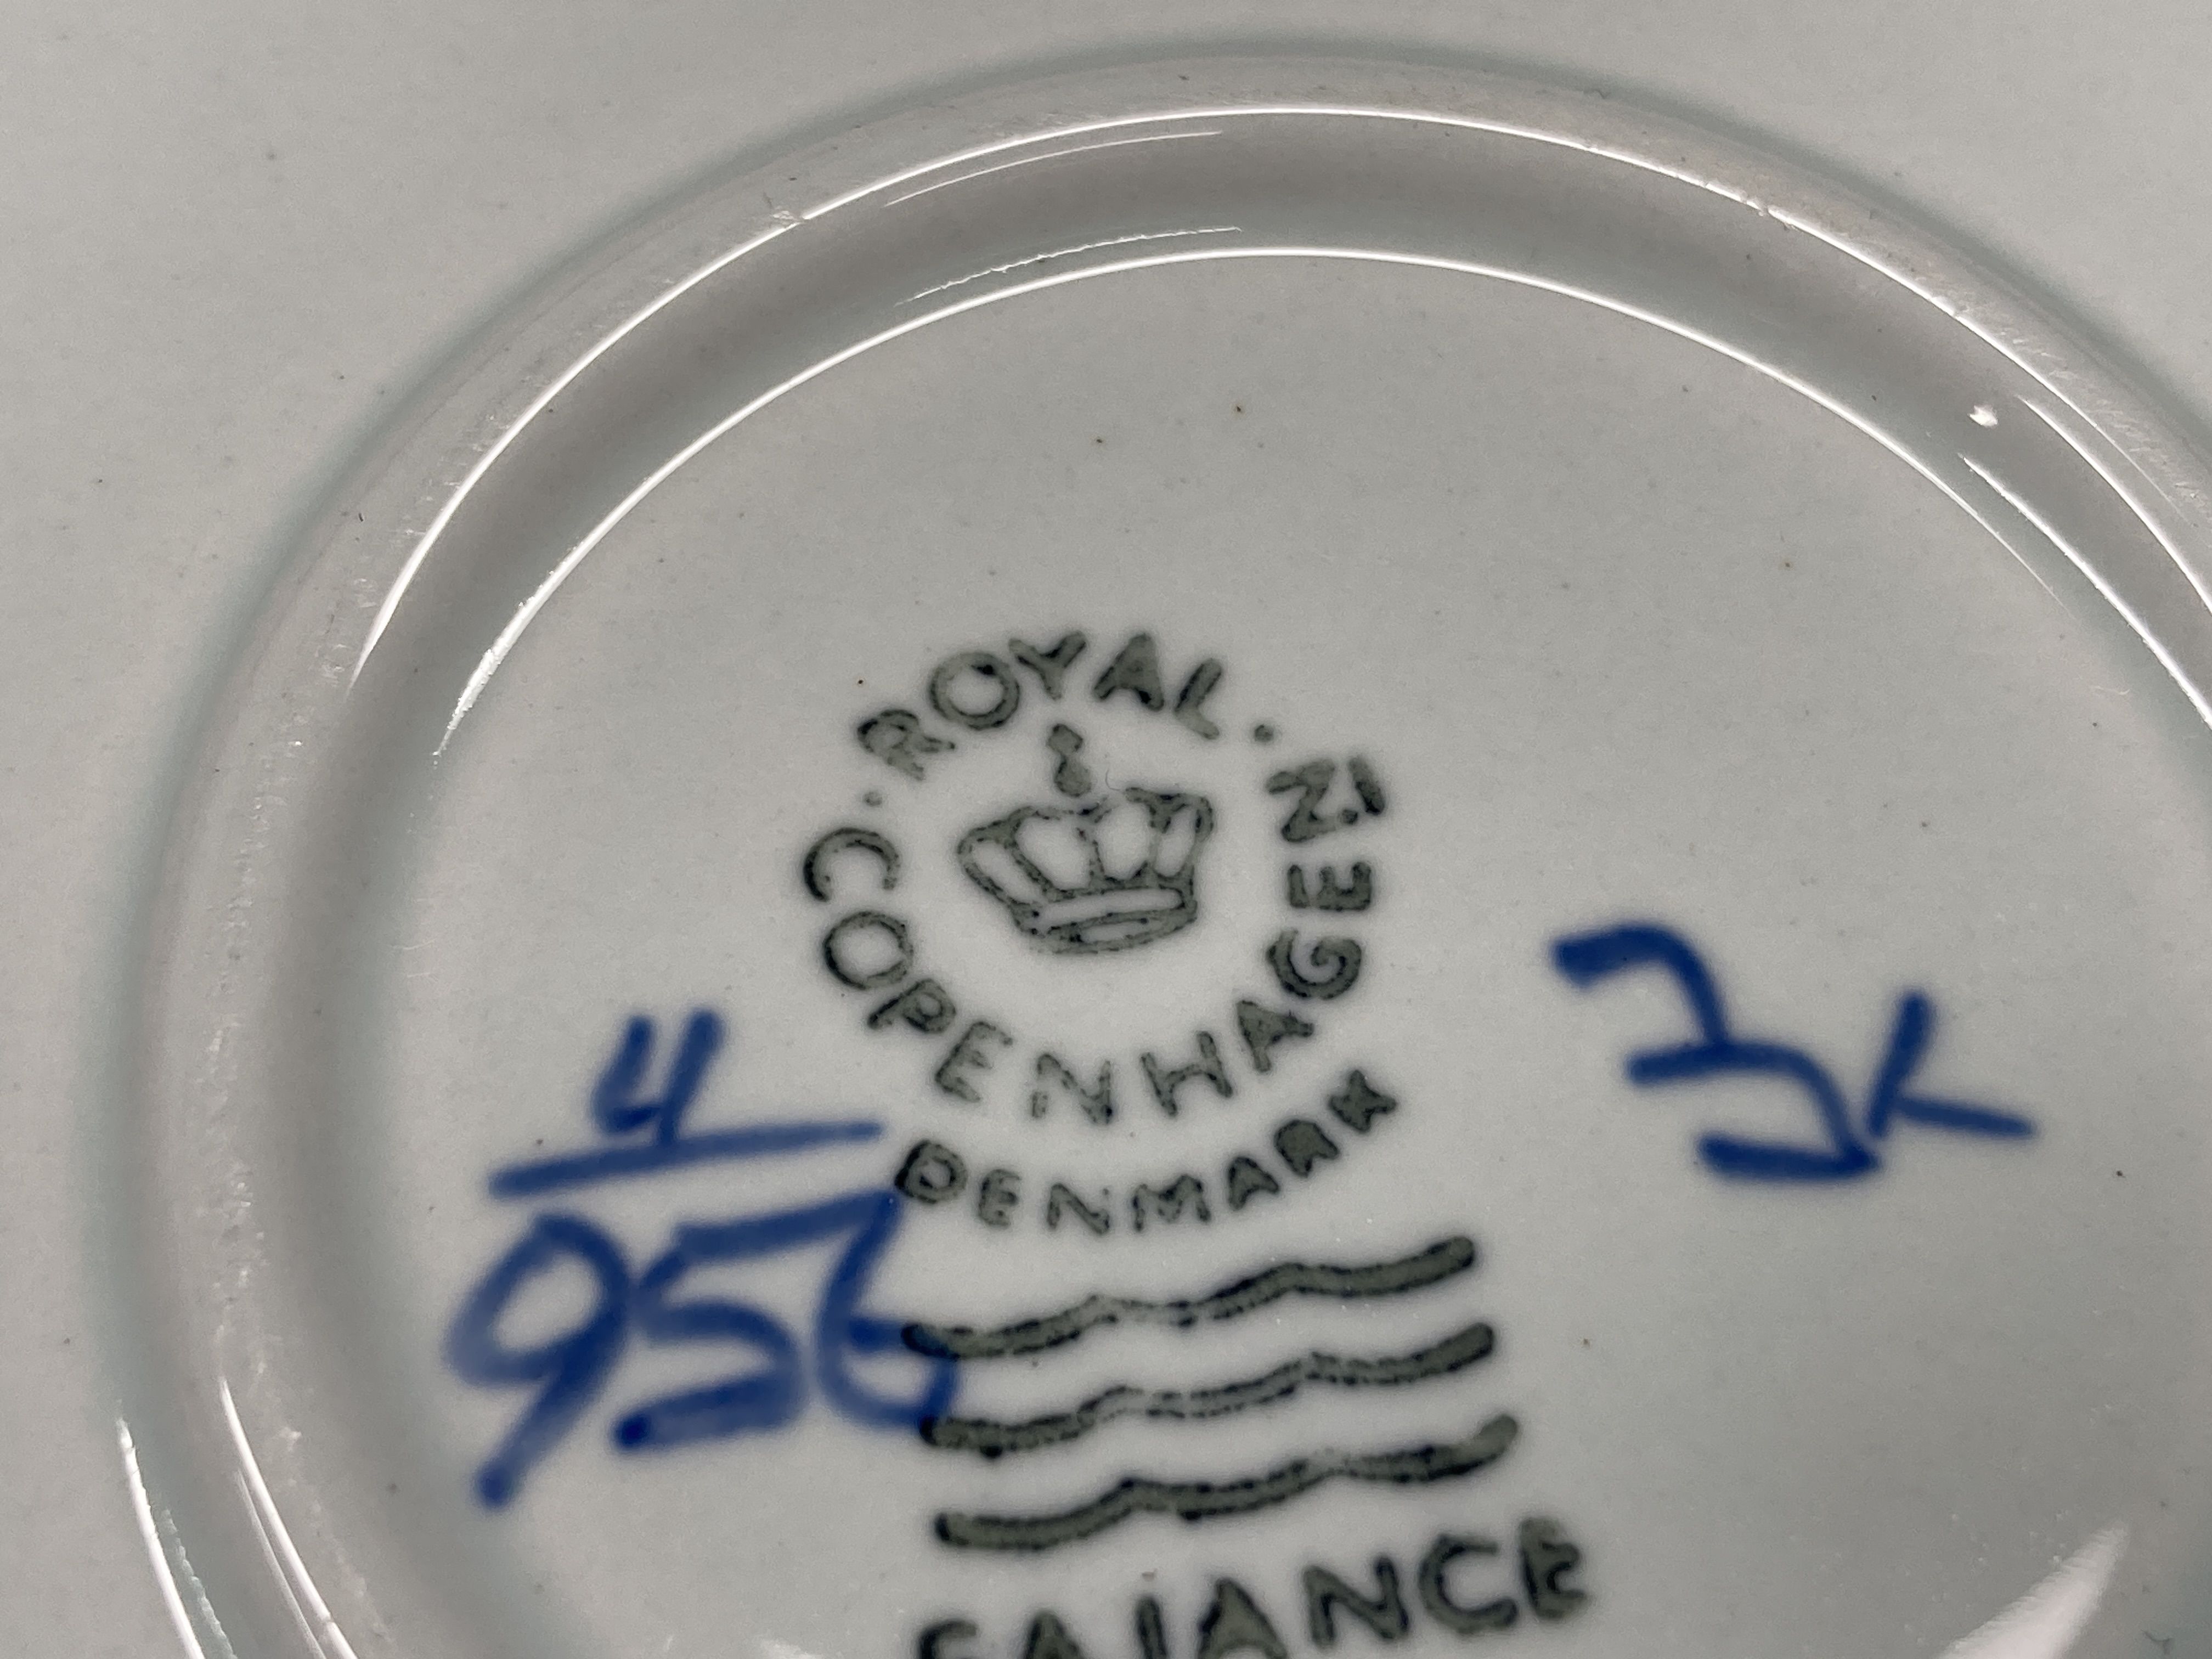 · ROYAL ·
COPENHAGEN
DENMARK
4
956
FAJANCE